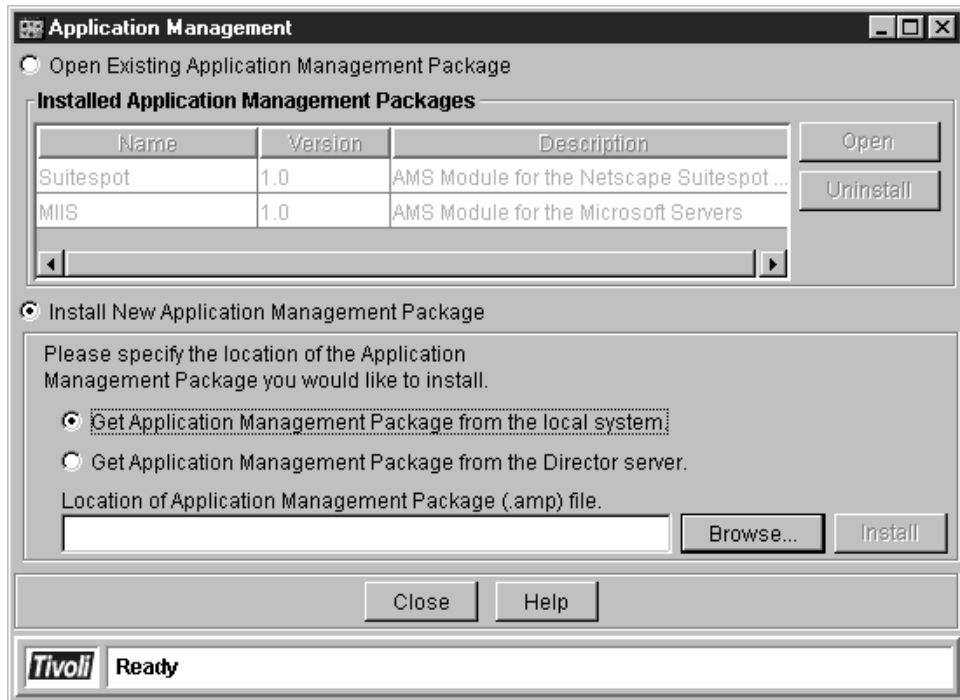 Application Management
Open Existing Application Management Package
Installed Application Management Packages
Name Version Description
Open
Suitespot 1.0 AMS Module for the Netscape Suitespot ...
Uninstall
MIIS 1.0 AMS Module for the Microsoft Servers
Install New Application Management Package
Please specify the location of the Application
Management Package you would like to install.
Get Application Management Package from the local system.
Get Application Management Package from the Director server.
Location of Application Management Package (.amp) file.
Browse... Install
Close Help
Tivoli Ready